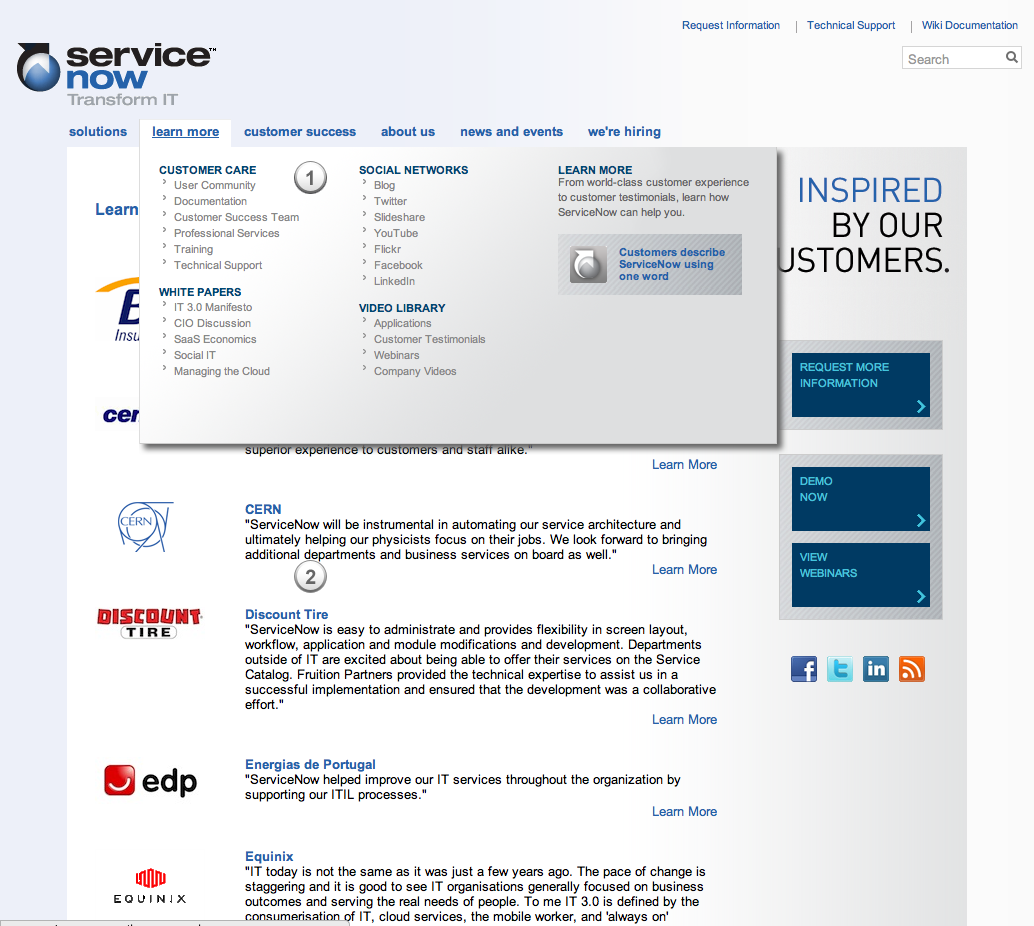 Request Information | Technical Support | Wiki Documentation
Search
service™
now
Transform IT
solutions learn more customer success about us news and events we're hiring
CUSTOMER CARE
User Community
Documentation
Customer Success Team
Professional Services
Training
Technical Support
WHITE PAPERS
IT 3.0 Manifesto
CIO Discussion
SaaS Economics
Social IT
Managing the Cloud
1
SOCIAL NETWORKS
Blog
Twitter
Slideshare
YouTube
Flickr
Facebook
LinkedIn
VIDEO LIBRARY
Applications
Customer Testimonials
Webinars
Company Videos
LEARN MORE
From world-class customer experience
to customer testimonials, learn how
ServiceNow can help you.
Customers describe
ServiceNow using
one word
Learn
Insu
cer
superior experience to customers and staff alike."
Learn More
CERN
CERN
"ServiceNow will be instrumental in automating our service architecture and
ultimately helping our physicists focus on their jobs. We look forward to bringing
additional departments and business services on board as well."
Learn More
2
DISCOUNT
TIRE
Discount Tire
"ServiceNow is easy to administrate and provides flexibility in screen layout,
workflow, application and module modifications and development. Departments
outside of IT are excited about being able to offer their services on the Service
Catalog. Fruition Partners provided the technical expertise to assist us in a
successful implementation and ensured that the development was a collaborative
effort."
Learn More
edp
Energias de Portugal
"ServiceNow helped improve our IT services throughout the organization by
supporting our ITIL processes."
Learn More
EQUINIX
Equinix
"IT today is not the same as it was just a few years ago. The pace of change is
staggering and it is good to see IT organisations generally focused on business
outcomes and serving the real needs of people. To me IT 3.0 is defined by the
consumerisation of IT, cloud services, the mobile worker, and 'always on'
INSPIRED
BY OUR
USTOMERS.
REQUEST MORE
INFORMATION
DEMO
NOW
VIEW
WEBINARS